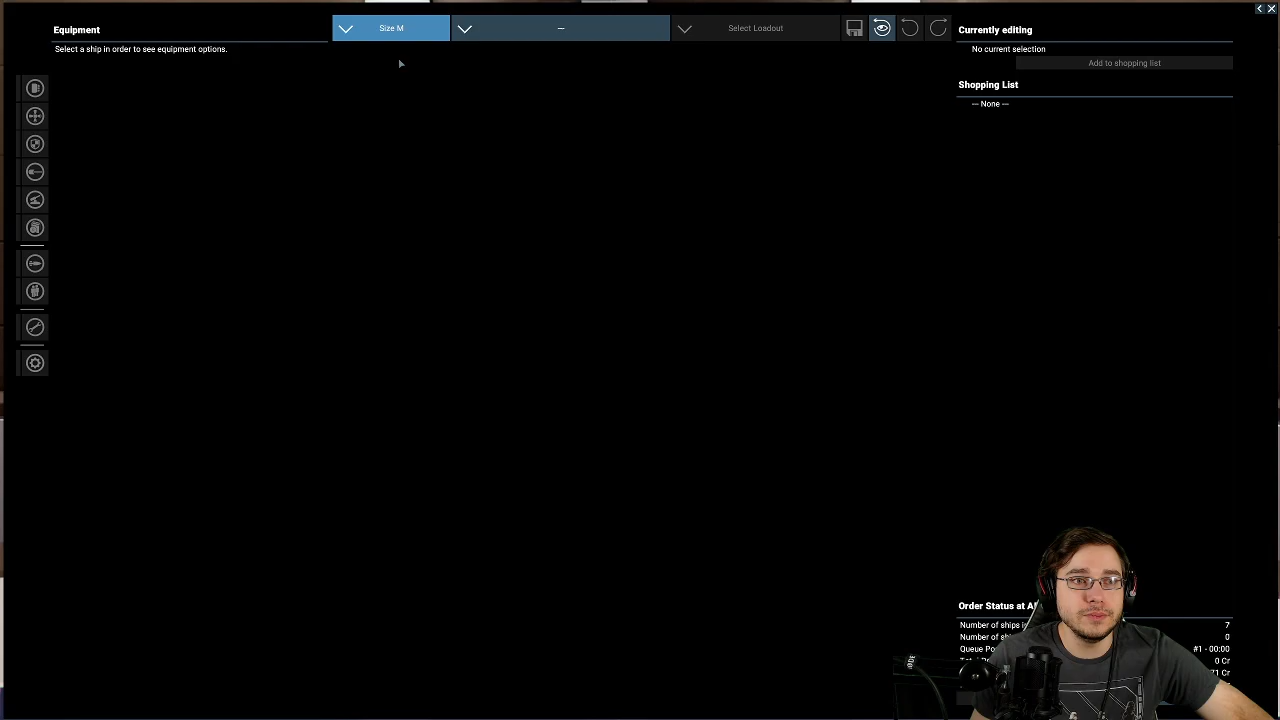 Equipment
Select a ship in order to see equipment options.
Size M
—
Select Loadout
Currently editing
No current selection
Add to shopping list
Shopping List
— None —
Order Status at
Number of ships 7
Number of 0
Queue #1 - 00:00
0 Cr
Cr